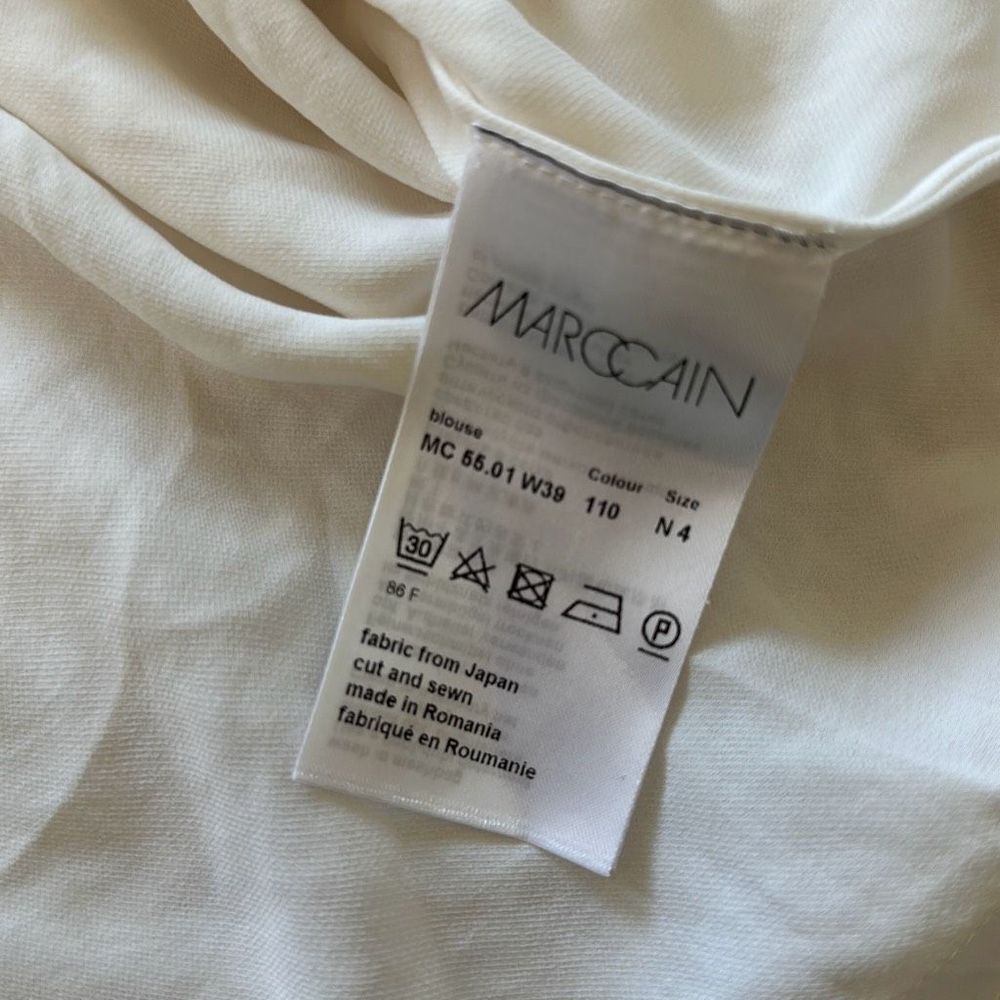 MARCCAIN
blouse
MC 55.01 W39 Colour 110 Size N 4
30 P
86 F
fabric from Japan
cut and sewn
made in Romania
fabriqué en Roumanie